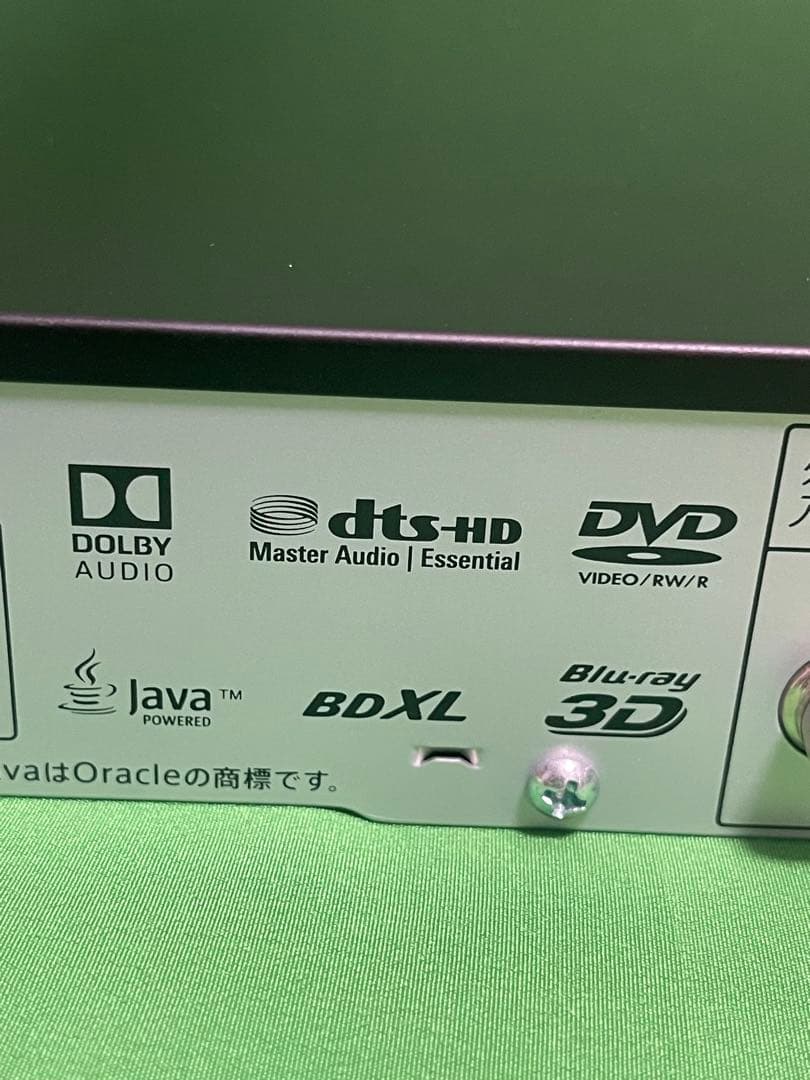 DOLBY
AUDIO
dts-HD
Master Audio | Essential
DVD
VIDEO/RW/R
Java™
POWERED
BDXL
Blu-ray
3D
vaはOracleの商標です。